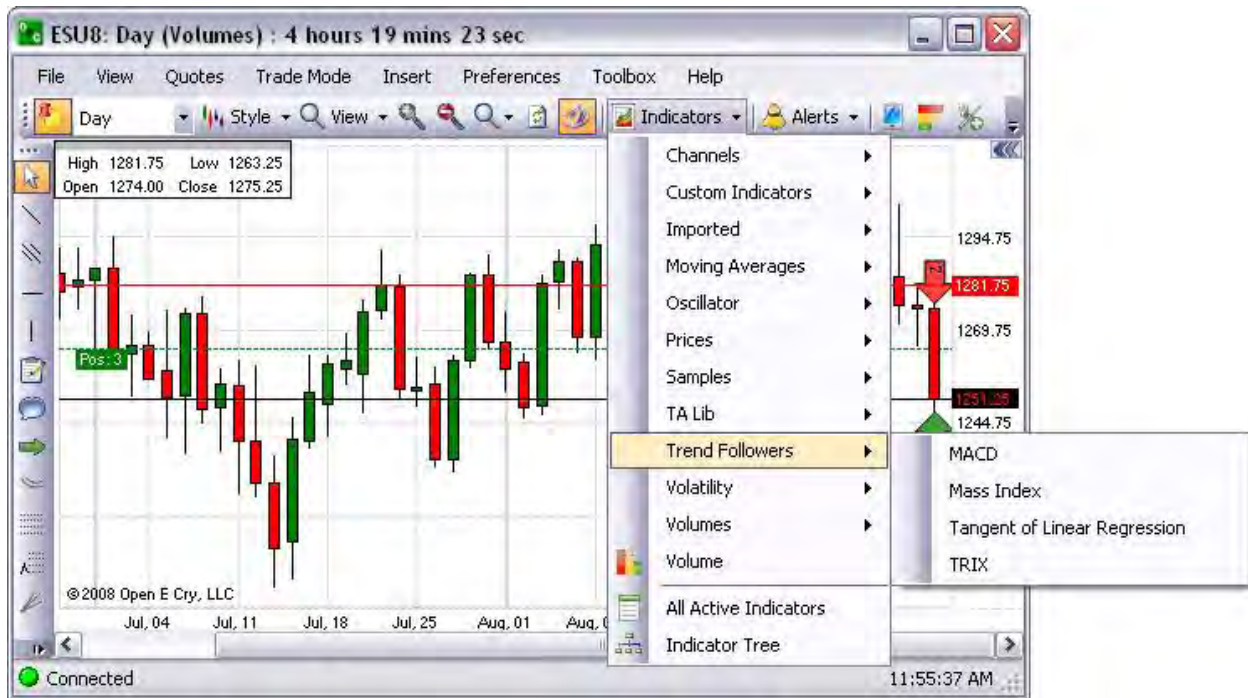 ESU8: Day (Volumes) : 4 hours 19 mins 23 sec
File View Quotes Trade Mode Insert Preferences Toolbox Help
Day Style View Indicators Alerts
High 1281.75 Low 1263.25
Open 1274.00 Close 1275.25
Channels
Custom Indicators
Imported
Moving Averages
Oscillator
Prices
Samples
TA Lib
Trend Followers
Volatility
Volumes
Volume
All Active Indicators
Indicator Tree
MACD
Mass Index
Tangent of Linear Regression
TRIX
1294.75
1281.75
1269.75
1251.25
1244.75
Pos: 3
©2008 Open E Cry, LLC
Jul, 04 Jul, 11 Jul, 18 Jul, 25 Aug, 01 Aug,
Connected 11:55:37 AM